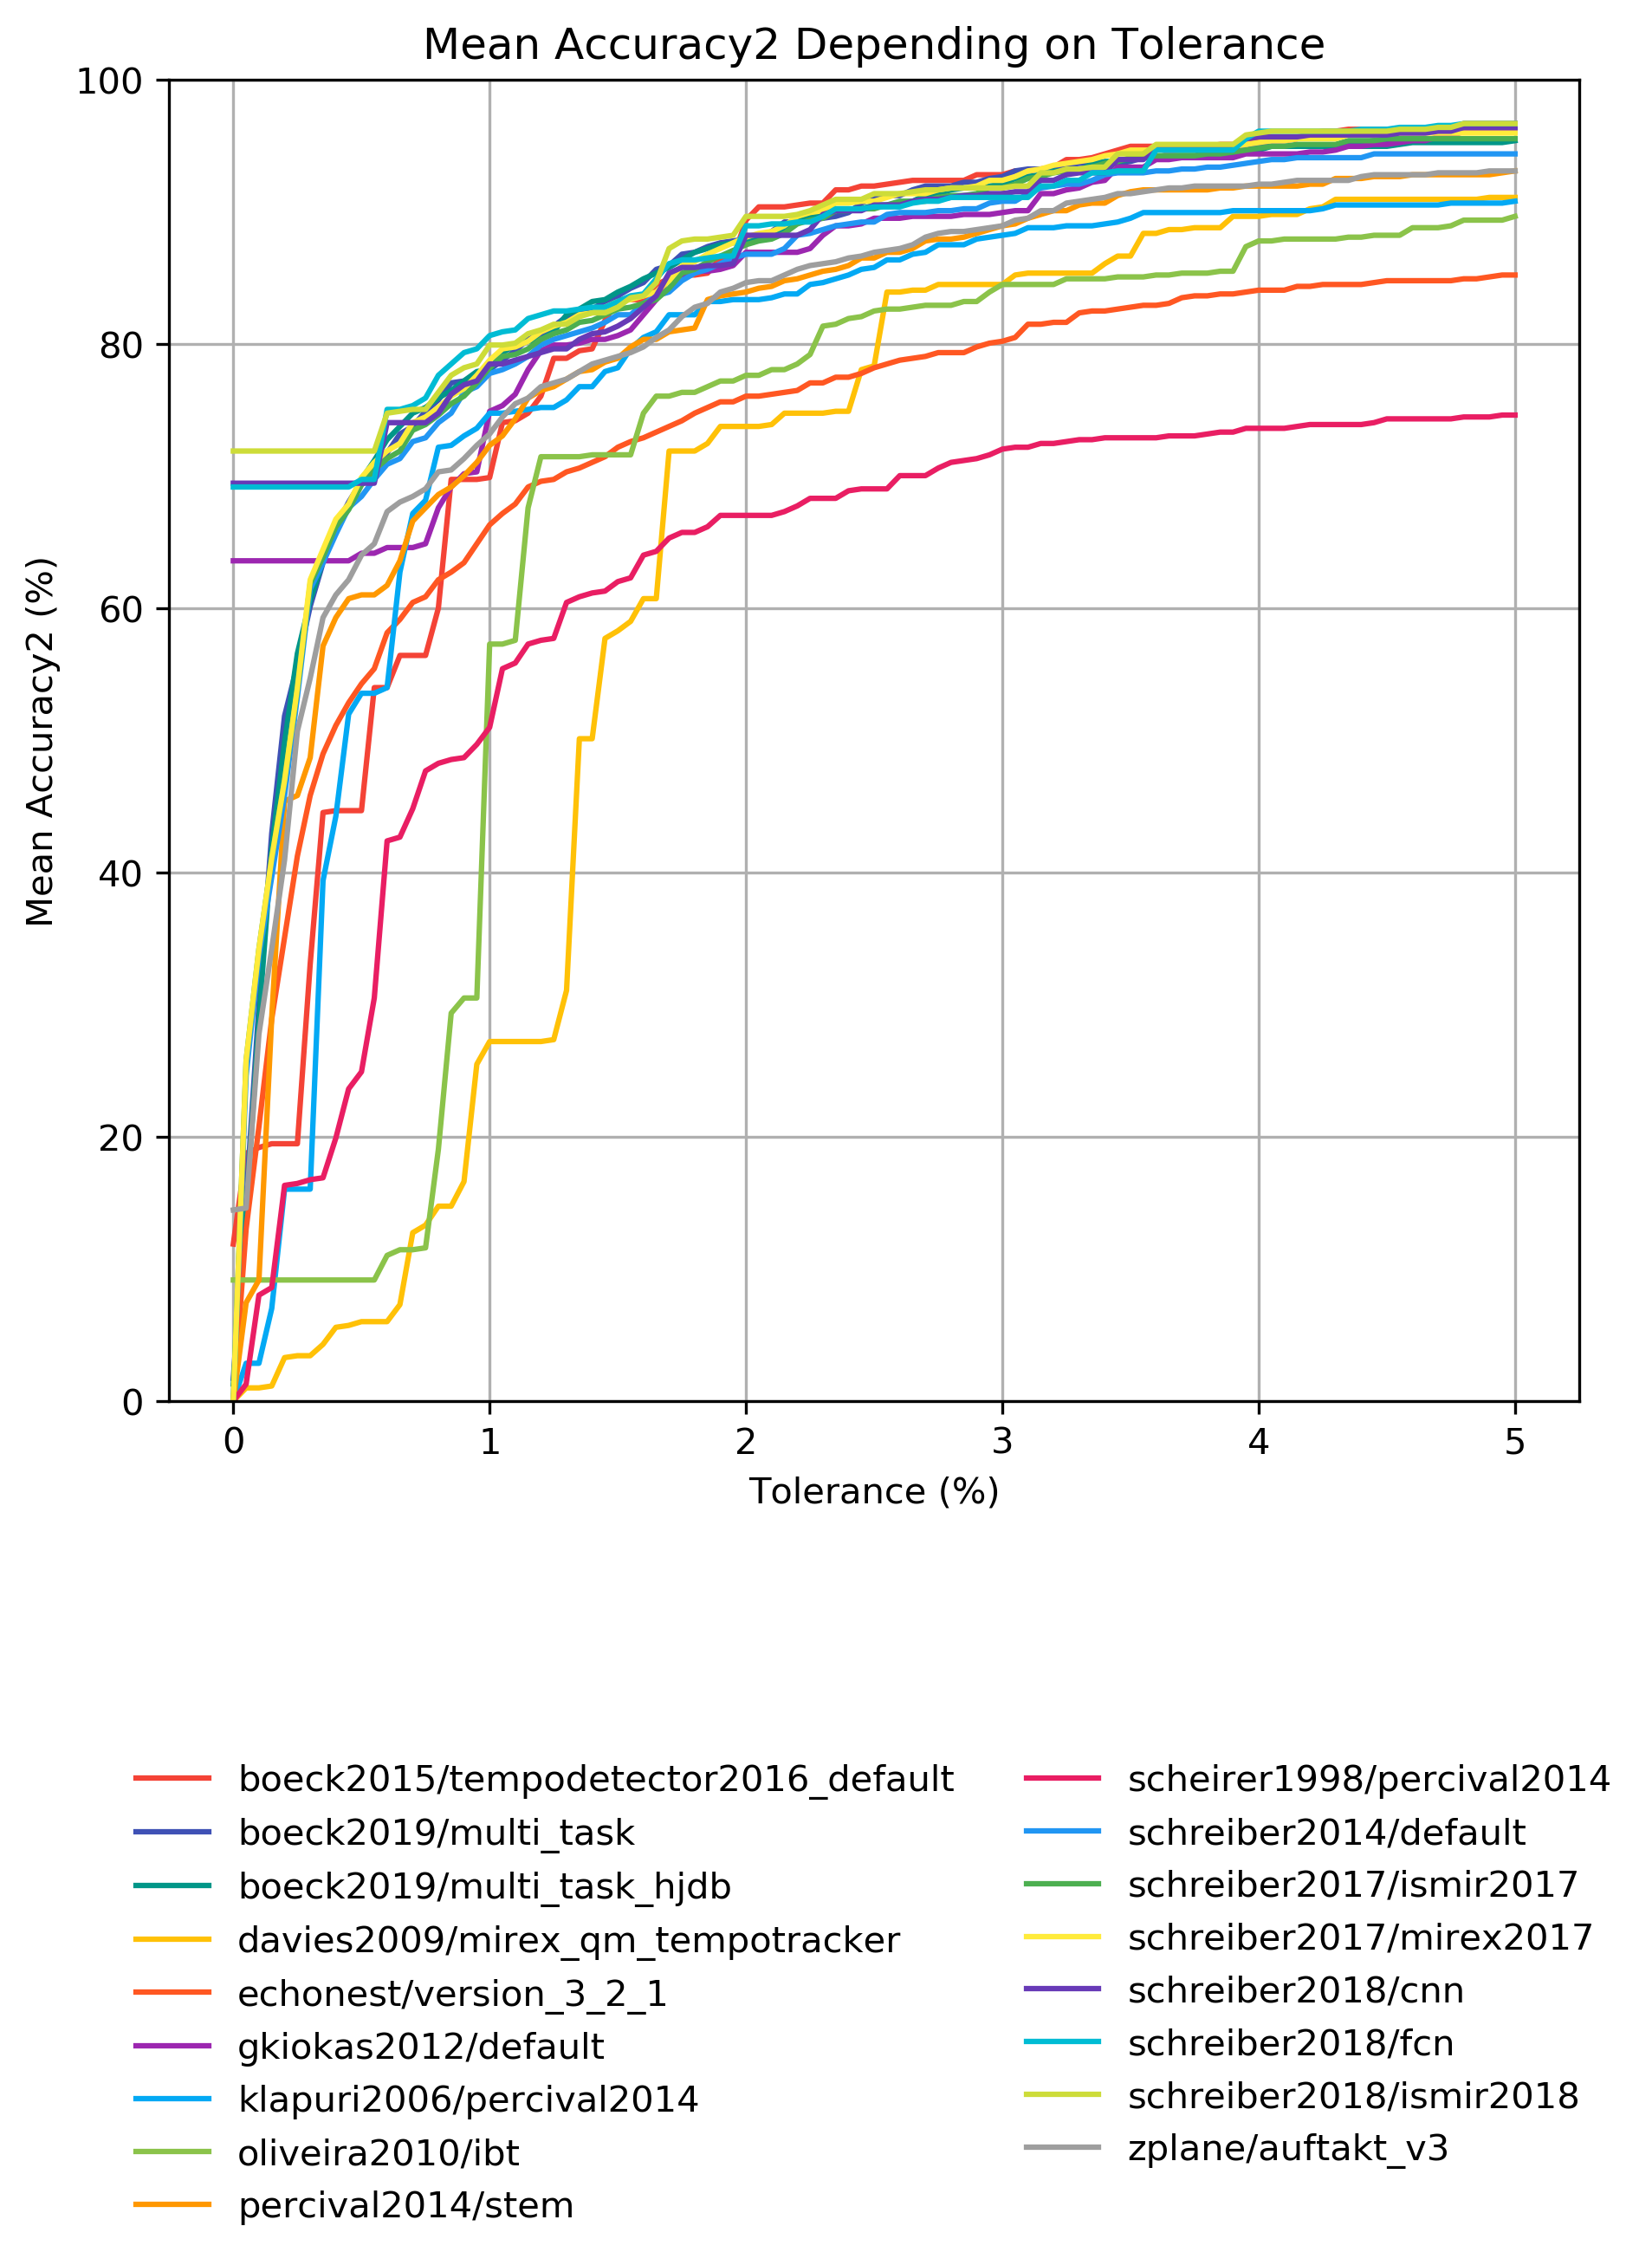 Mean Accuracy2 Depending on Tolerance
Mean Accuracy2 (%)
100
80
60
40
20
0
0 1 2 3 4 5
Tolerance (%)
boeck2015/tempodetector2016_default
boeck2019/multi_task
boeck2019/multi_task_hjdb
davies2009/mirex_qm_tempotracker
echonest/version_3_2_1
gkiokas2012/default
klapuri2006/percival2014
oliveira2010/ibt
percival2014/stem
scheirer1998/percival2014
schreiber2014/default
schreiber2017/ismir2017
schreiber2017/mirex2017
schreiber2018/cnn
schreiber2018/fcn
schreiber2018/ismir2018
zplane/auftakt_v3